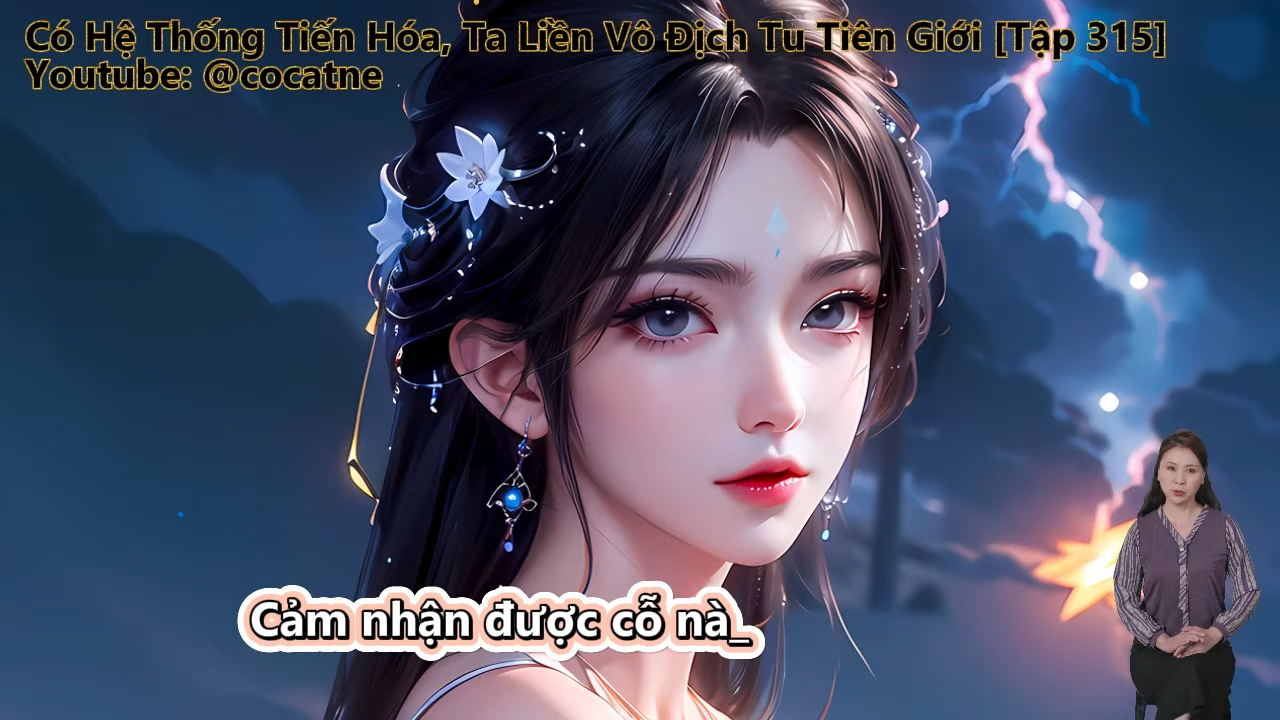 Có Hệ Thống Tiến Hóa, Ta Liền Vô Địch Tu Tiên Giới [Tập 315]
Youtube: @cocatne
Cảm nhận được cỗ nà_